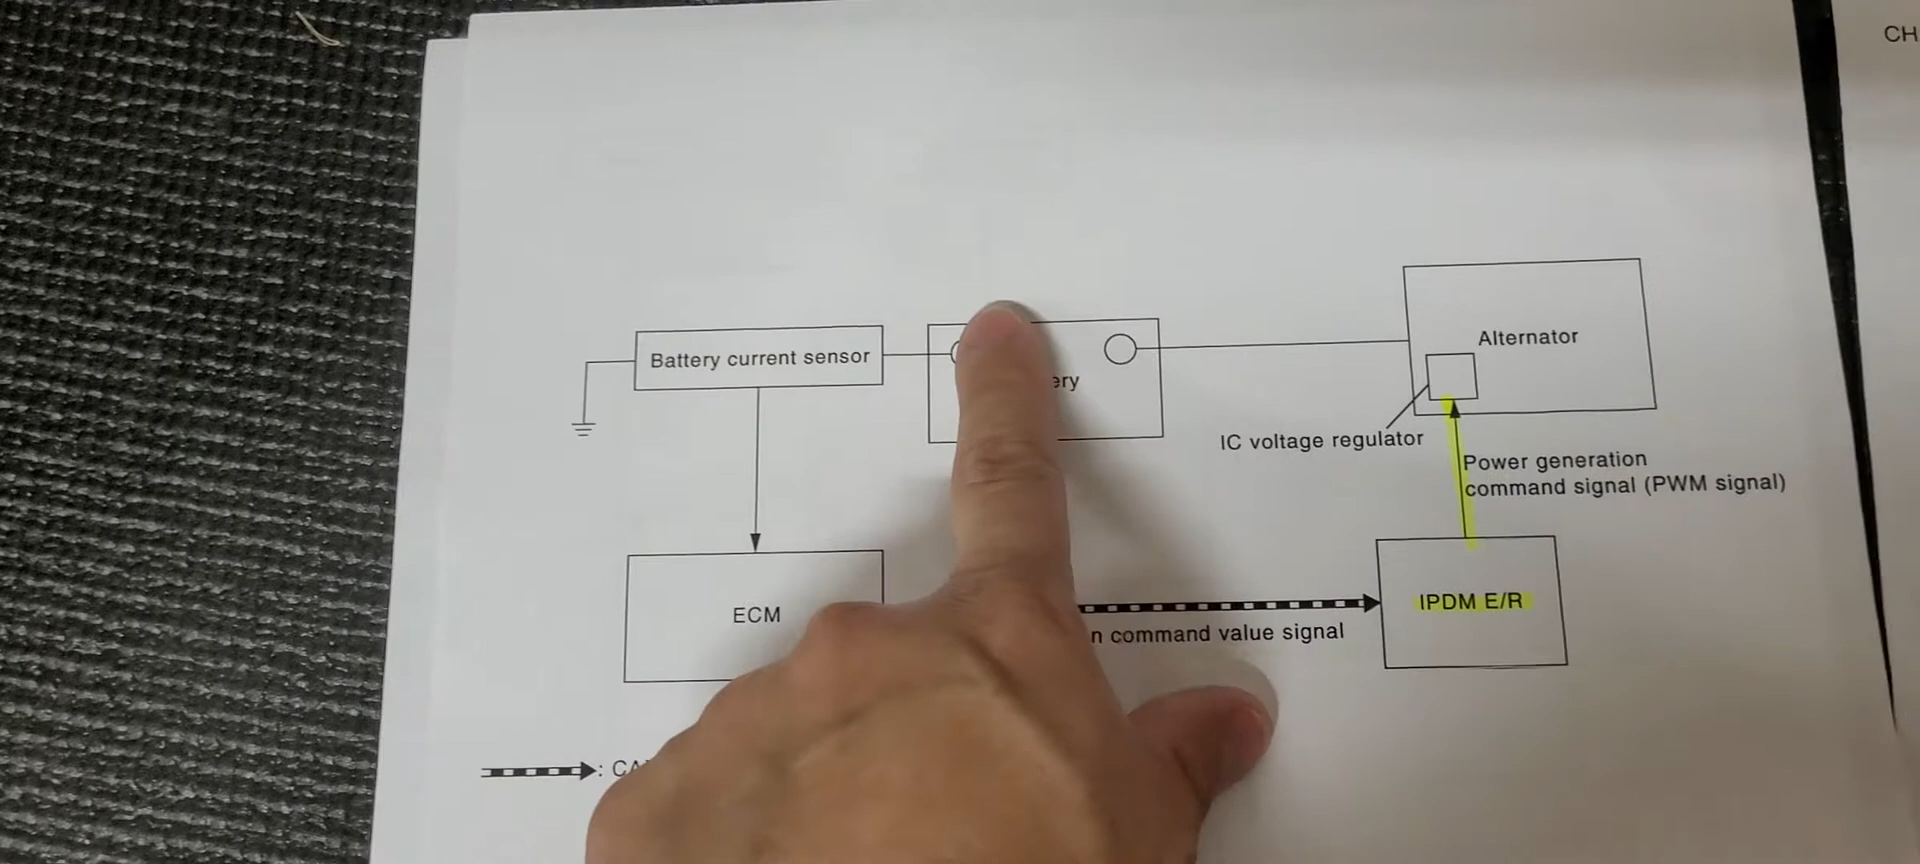 CH
Alternator
Battery current sensor
ery
IC voltage regulator
Power generation
command signal (PWM signal)
ECM
IPDM E/R
n command value signal
: CA